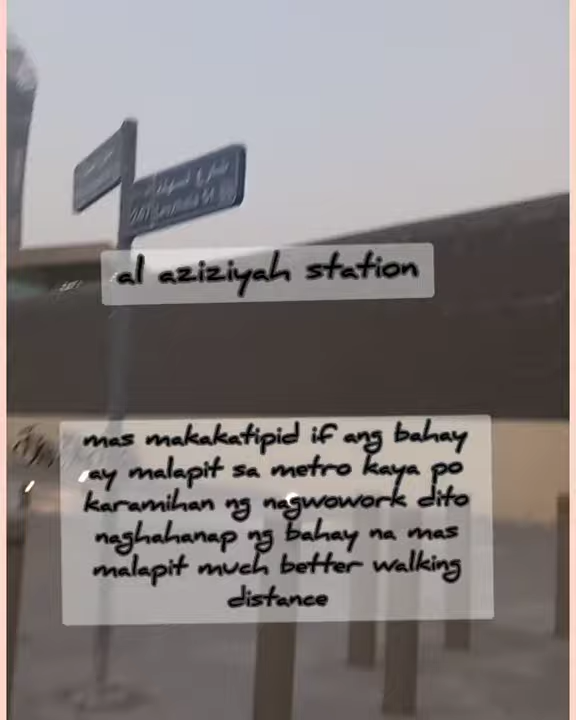 al aziziyah station
mas makakatipid if ang bahay
ay malapit sa metro kaya po
karamihan ng nagwowork dito
naghahanap ng bahay na mas
malapit much better walking
distance